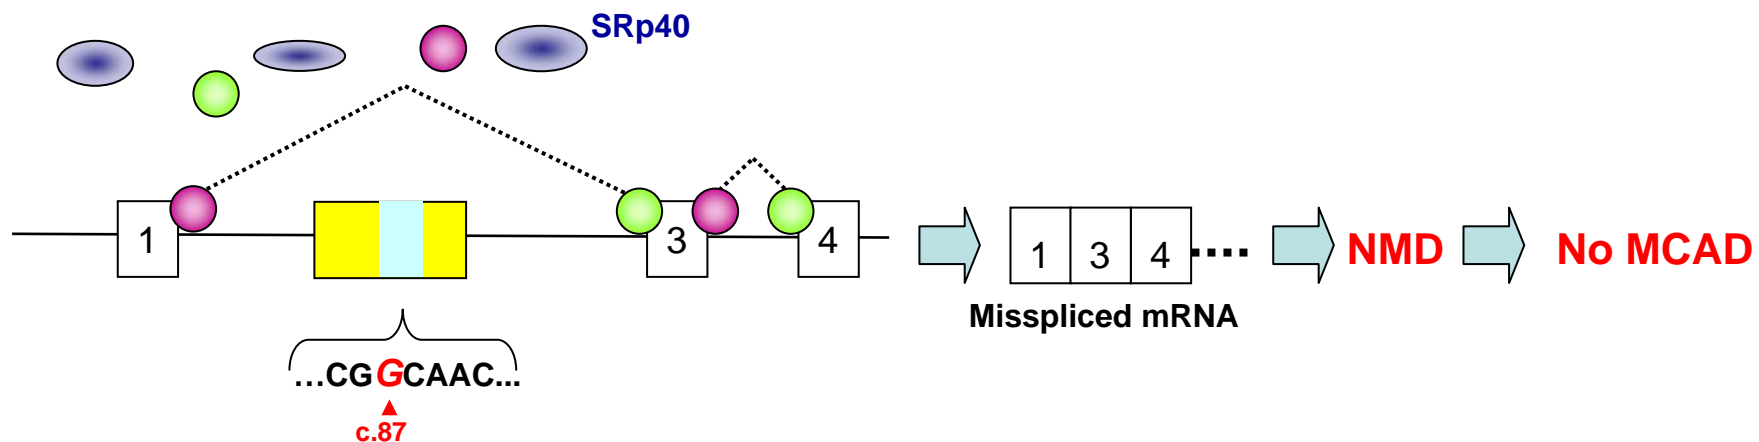 SRp40
1
3
4
1 3 4
NMD
No MCAD
Misspliced mRNA
...CGGCAAC...
c.87